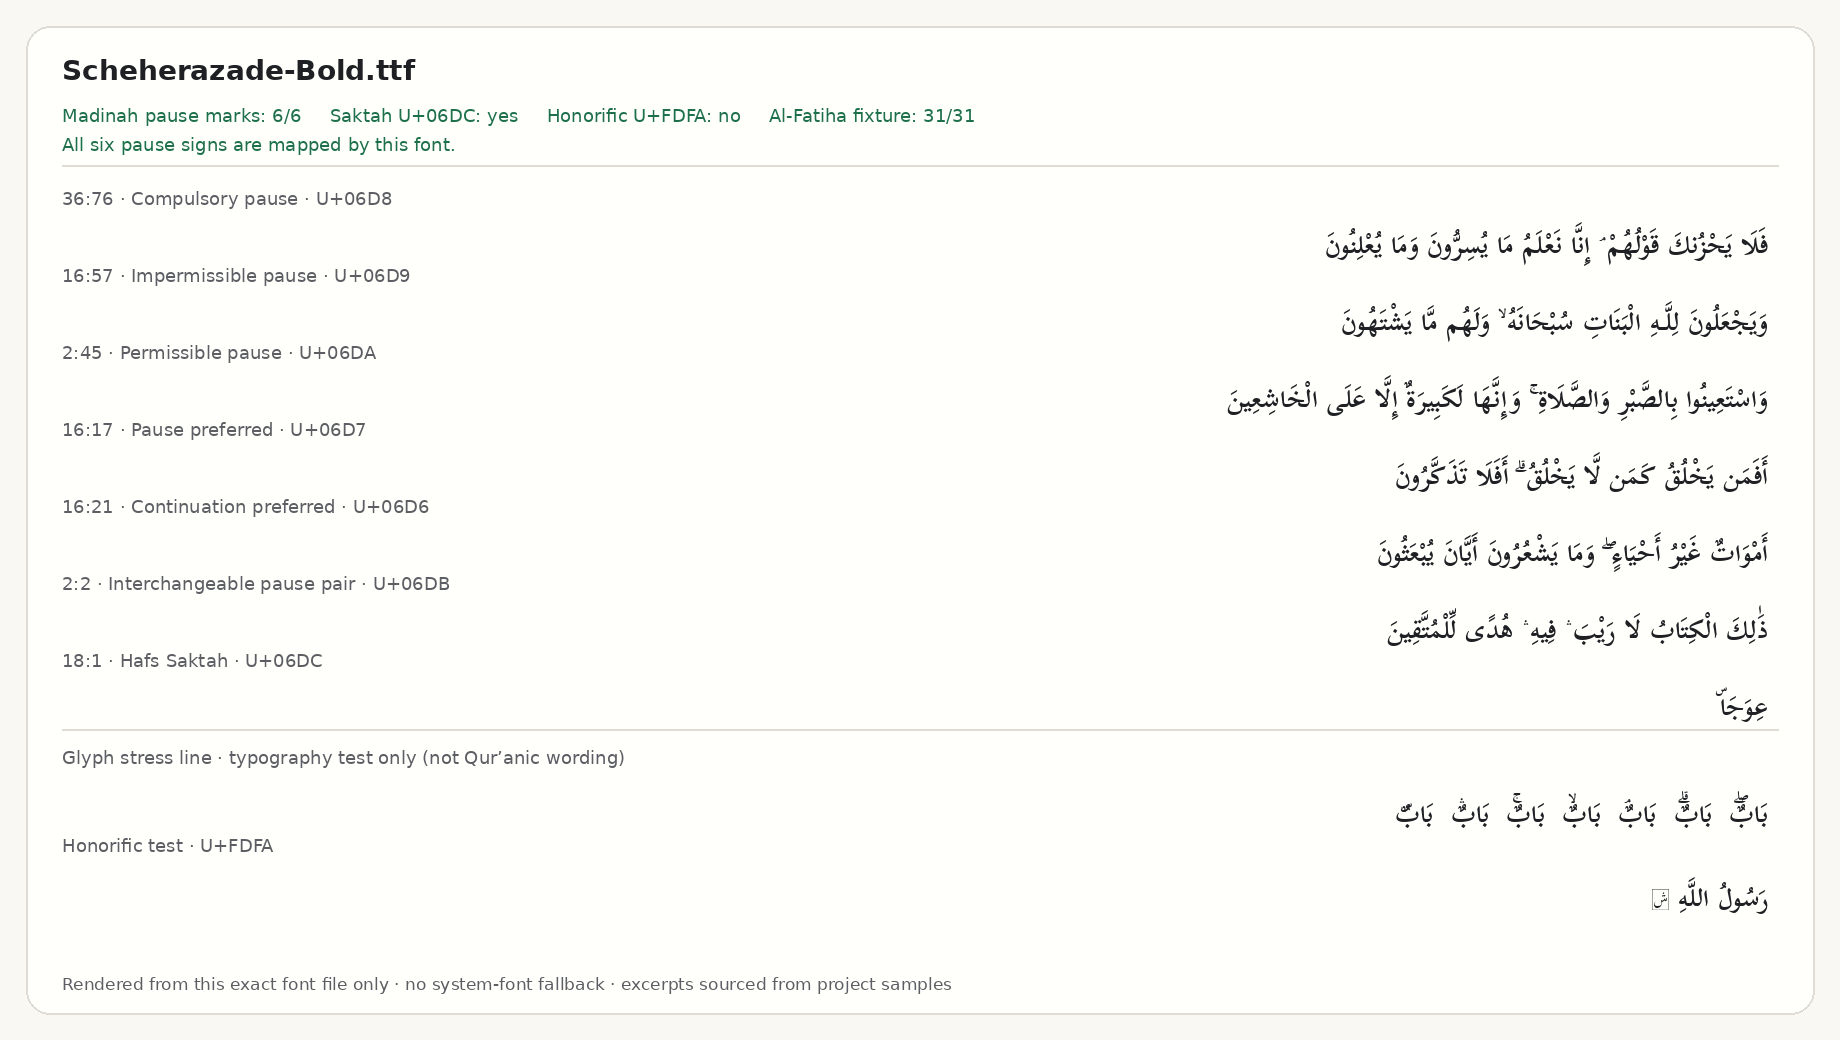 Scheherazade-Bold.ttf
Madinah pause marks: 6/6 Saktah U+06DC: yes Honorific U+FDFA: no Al-Fatiha fixture: 31/31
All six pause signs are mapped by this font.
36:76 · Compulsory pause · U+06D8
فَلَا يَحْزُنكَ قَوْلُهُمْ ۘ إِنَّا نَعْلَمُ مَا يُسِرُّونَ وَمَا يُعْلِنُونَ
16:57 · Impermissible pause · U+06D9
وَيَجْعَلُونَ لِلَّـهِ الْبَنَاتِ سُبْحَانَهُ ۙ وَلَهُم مَّا يَشْتَهُونَ
2:45 · Permissible pause · U+06DA
وَاسْتَعِينُوا بِالصَّبْرِ وَالصَّلَاةِ ۚ وَإِنَّهَا لَكَبِيرَةٌ إِلَّا عَلَى الْخَاشِعِينَ
16:17 · Pause preferred · U+06D7
أَفَمَن يَخْلُقُ كَمَن لَّا يَخْلُقُ ۗ أَفَلَا تَذَكَّرُونَ
16:21 · Continuation preferred · U+06D6
أَمْوَاتٌ غَيْرُ أَحْيَاءٍ ۖ وَمَا يَشْعُرُونَ أَيَّانَ يُبْعَثُونَ
2:2 · Interchangeable pause pair · U+06DB
ذَٰلِكَ الْكِتَابُ لَا رَيْبَ ۛ فِيهِ ۛ هُدًى لِّلْمُتَّقِينَ
18:1 · Hafs Saktah · U+06DC
عِوَجَاۜ
Glyph stress line · typography test only (not Qur’anic wording)
بَابٌۖ بَابٌۗ بَابٌۘ بَابٌۙ بَابٌۚ بَابٌۛ بَابٌۜ
Honorific test · U+FDFA
رَسُولُ اللَّهِ
Rendered from this exact font file only · no system-font fallback · excerpts sourced from project samples